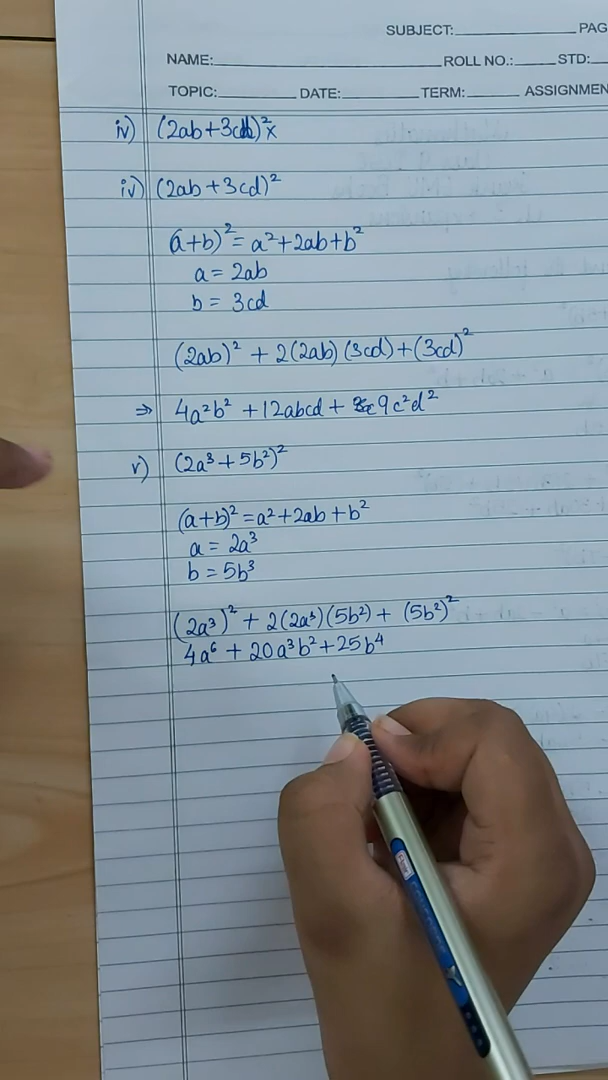 SUBJECT: PAG
NAME: ROLL NO.: STD:
TOPIC: DATE: TERM: ASSIGNMEN
iv) (2ab+3cd)²x
iv) (2ab+3cd)²
(a+b)² = a²+2ab+b²
a = 2ab
b = 3cd
(2ab)² + 2(2ab)(3cd)+(3cd)²
⇒ 4a²b² + 12abcd + 9c²d²
v) (2a³+5b²)²
(a+b)² = a²+2ab+b²
a = 2a³
b = 5b³
(2a³)² + 2(2a³)(5b²) + (5b²)²
4a⁶ + 20a³b²+25b⁴